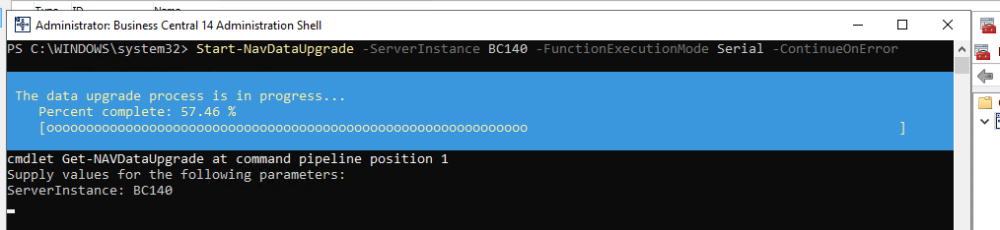 Type ID Name
Administrator: Business Central 14 Administration Shell
PS C:\WINDOWS\system32> Start-NavDataUpgrade -ServerInstance BC140 -FunctionExecutionMode Serial -ContinueOnError
The data upgrade process is in progress...
Percent complete: 57.46 %
[ooooooooooooooooooooooooooooooooooooooooooooooooooooooooooooo ]
cmdlet Get-NAVDataUpgrade at command pipeline position 1
Supply values for the following parameters:
ServerInstance: BC140